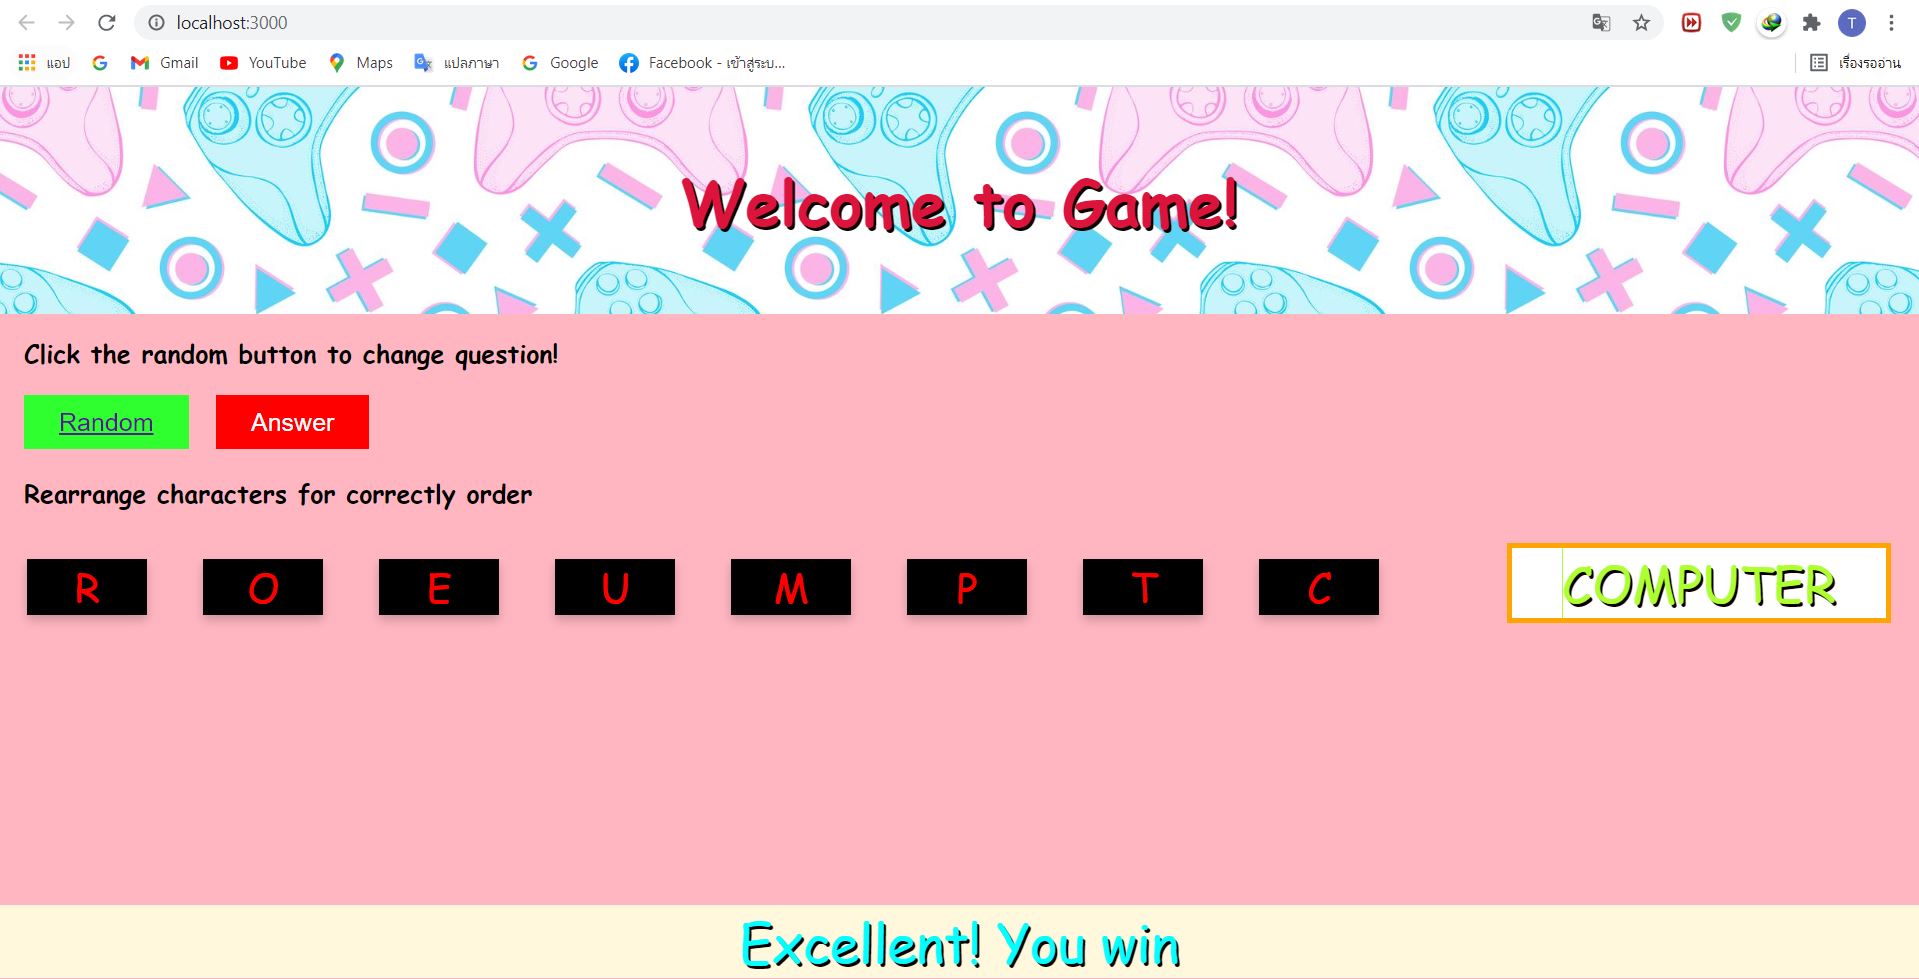 localhost:3000
T
แอป Gmail YouTube Maps แปลภาษา Google Facebook - เข้าสู่ระบ... เรื่องรออ่าน
Welcome to Game!
Click the random button to change question!
Random Answer
Rearrange characters for correctly order
R O E U M P T C COMPUTER
Excellent! You win